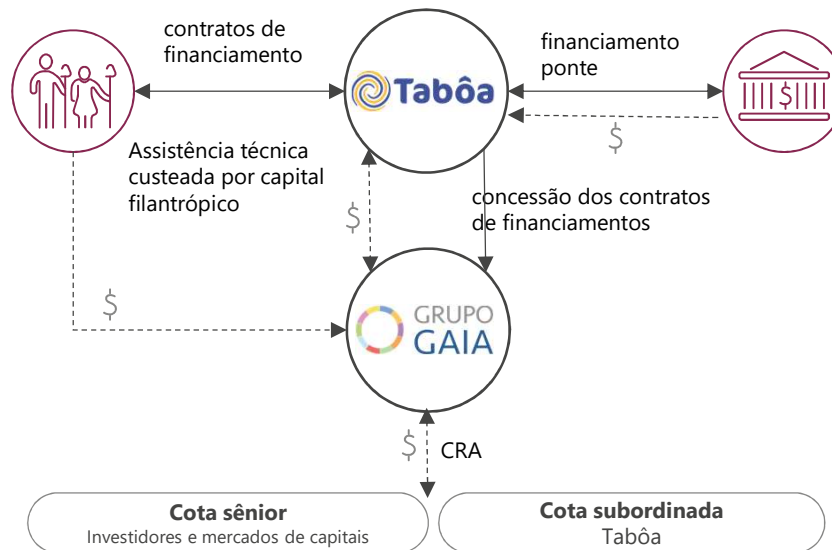 contratos de
financiamento
Tabôa
financiamento
ponte
$
$
Assistência técnica
custeada por capital
filantrópico
$
concessão dos contratos
de financiamentos
$
GRUPO
GAIA
$
CRA
Cota sênior
Investidores e mercados de capitais
Cota subordinada
Tabôa